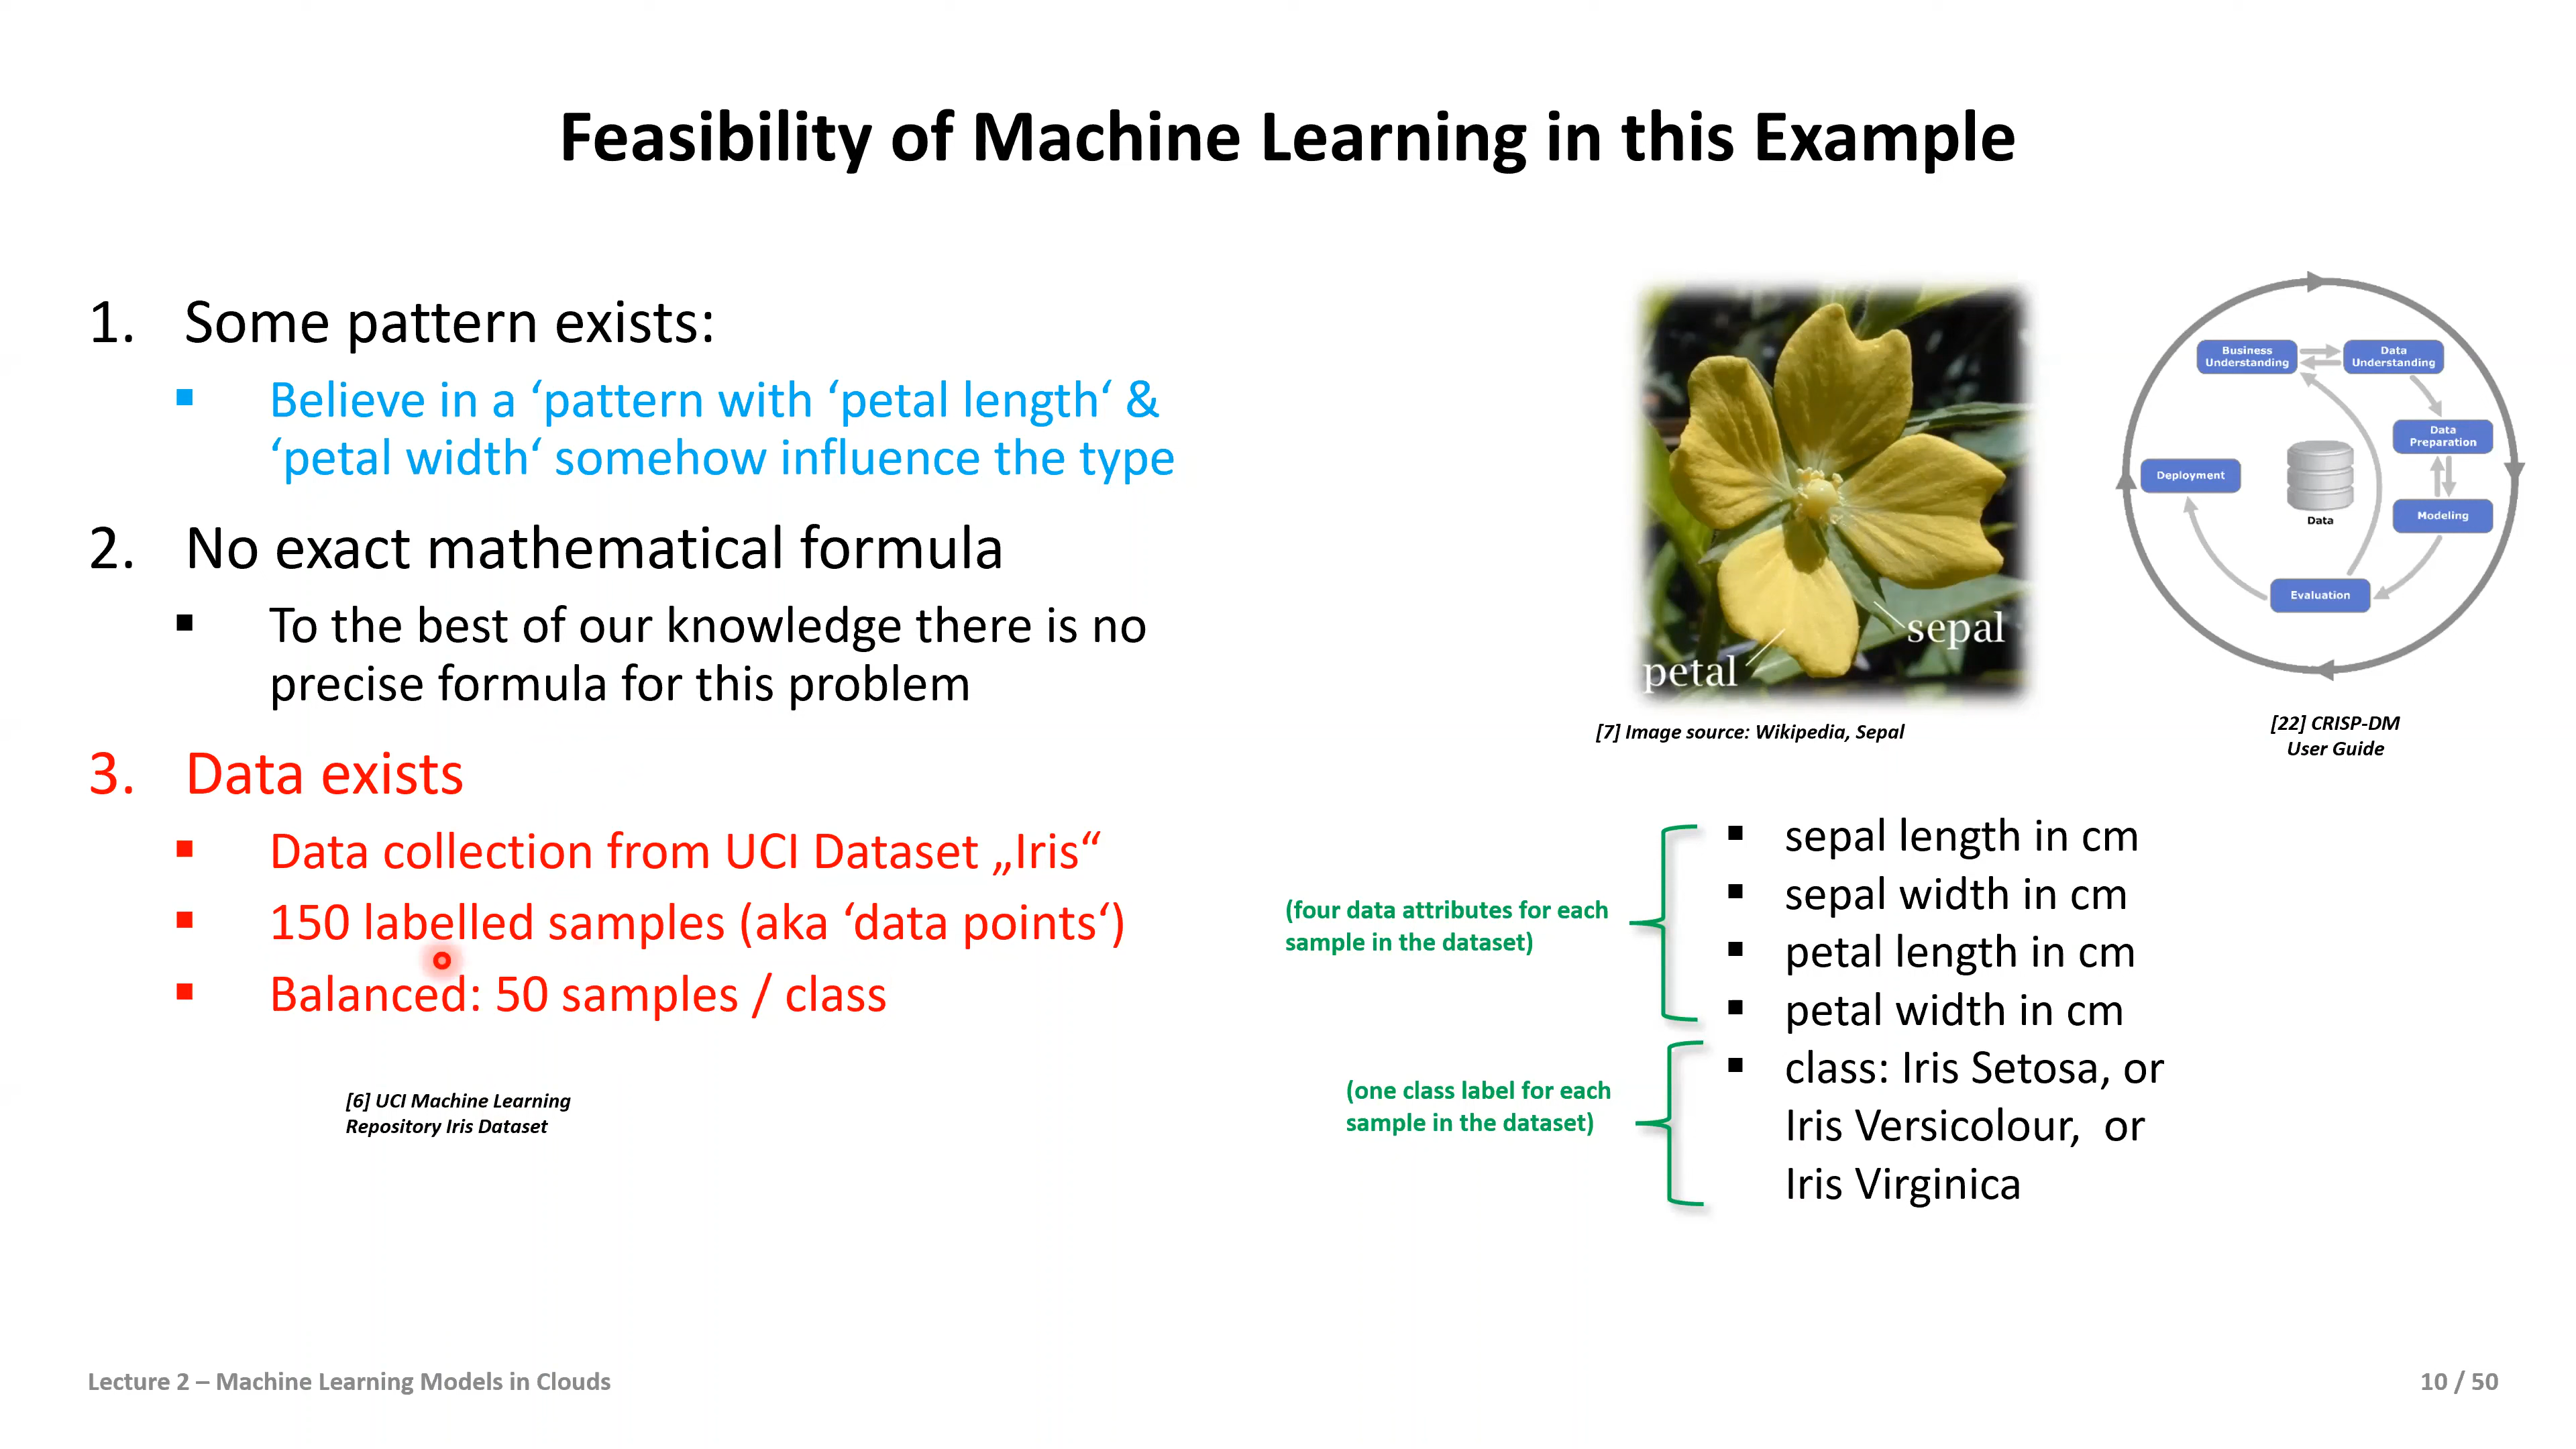 Feasibility of Machine Learning in this Example
1. Some pattern exists:
▪ Believe in a ‘pattern with ‘petal length‘ &
‘petal width‘ somehow influence the type
2. No exact mathematical formula
▪ To the best of our knowledge there is no
precise formula for this problem
3. Data exists
▪ Data collection from UCI Dataset „Iris“
▪ 150 labelled samples (aka ‘data points‘)
▪ Balanced: 50 samples / class
[6] UCI Machine Learning
Repository Iris Dataset
sepal
petal
[7] Image source: Wikipedia, Sepal
Business
Understanding
Data
Understanding
Data
Preparation
Modeling
Evaluation
Deployment
Data
[22] CRISP-DM
User Guide
(four data attributes for each
sample in the dataset)
▪ sepal length in cm
▪ sepal width in cm
▪ petal length in cm
▪ petal width in cm
(one class label for each
sample in the dataset)
▪ class: Iris Setosa, or
Iris Versicolour, or
Iris Virginica
Lecture 2 – Machine Learning Models in Clouds
10 / 50